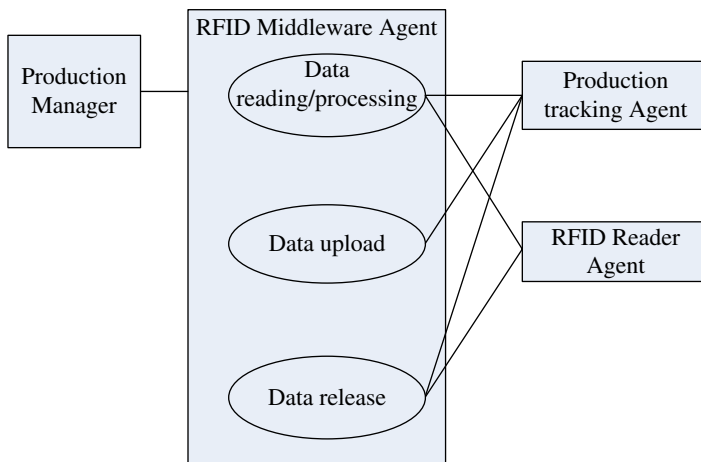 RFID Middleware Agent
Production
Manager
Data
reading/processing
Data upload
Data release
Production
tracking Agent
RFID Reader
Agent